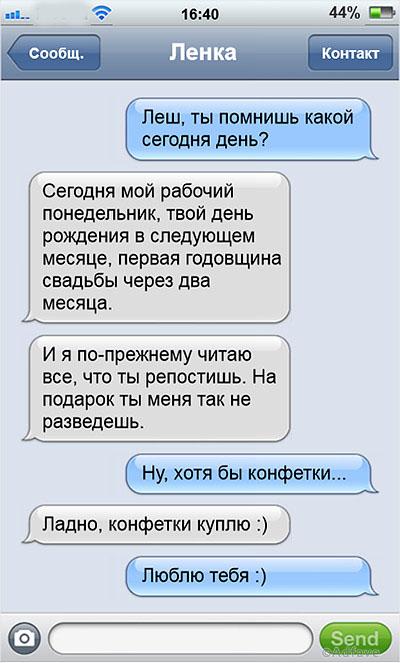 16:40
44%
Сообщ.
Ленка
Контакт
Леш, ты помнишь какой
сегодня день?
Сегодня мой рабочий
понедельник, твой день
рождения в следующем
месяце, первая годовщина
свадьбы через два
месяца.
И я по-прежнему читаю
все, что ты репостишь. На
подарок ты меня так не
разведешь.
Ну, хотя бы конфетки...
Ладно, конфетки куплю :)
Люблю тебя :)
Send
©Adfave